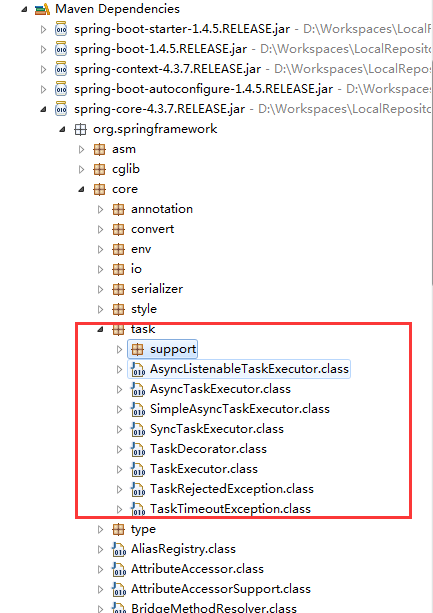 Maven Dependencies
spring-boot-starter-1.4.5.RELEASE.jar - D:\Workspaces\LocalReposito
spring-boot-1.4.5.RELEASE.jar - D:\Workspaces\LocalRepository
spring-context-4.3.7.RELEASE.jar - D:\Workspaces\LocalReposit
spring-boot-autoconfigure-1.4.5.RELEASE.jar - D:\Workspaces
spring-core-4.3.7.RELEASE.jar - D:\Workspaces\LocalRepository
org.springframework
asm
cglib
core
annotation
convert
env
io
serializer
style
task
support
AsyncListenableTaskExecutor.class
AsyncTaskExecutor.class
SimpleAsyncTaskExecutor.class
SyncTaskExecutor.class
TaskDecorator.class
TaskExecutor.class
TaskRejectedException.class
TaskTimeoutException.class
type
AliasRegistry.class
AttributeAccessor.class
AttributeAccessorSupport.class
BridgeMethodResolver.class